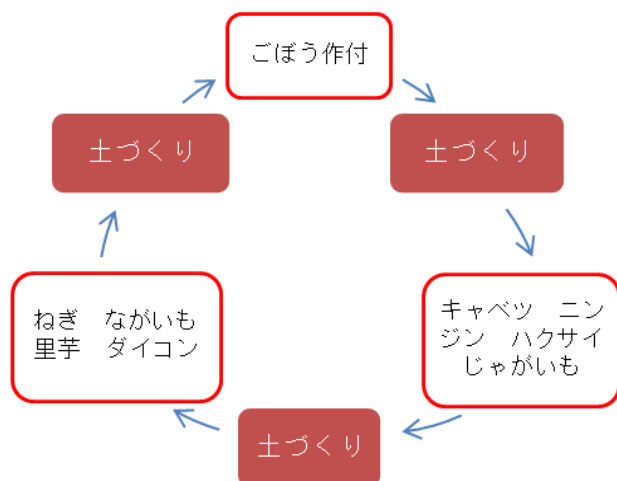 ごぼう作付
土づくり
キャベツ　ニン
ジン　ハクサイ
じゃがいも
土づくり
ねぎ　ながいも
里芋　ダイコン
土づくり